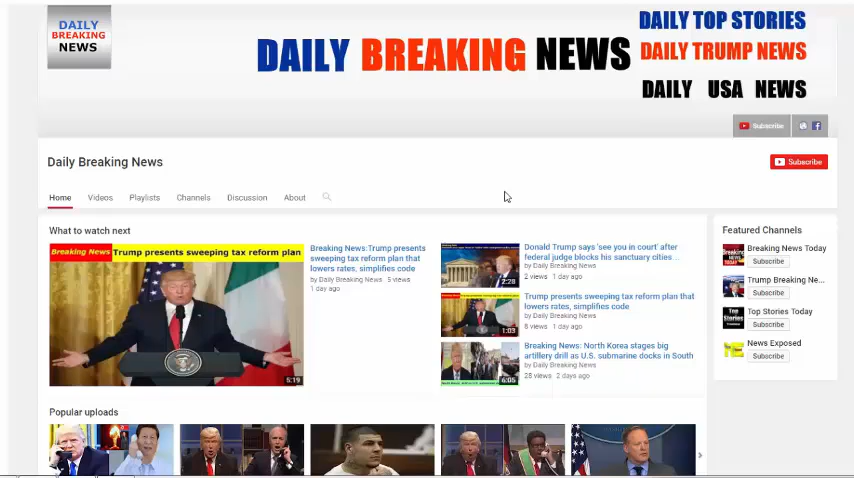 DAILY
BREAKING
NEWS
DAILY BREAKING NEWS
DAILY TOP STORIES
DAILY TRUMP NEWS
DAILY USA NEWS
Subscribe
Daily Breaking News
Subscribe
Home Videos Playlists Channels Discussion About
What to watch next
Breaking News Trump presents sweeping tax reform plan
5:19
Breaking News:Trump presents
sweeping tax reform plan that
lowers rates, simplifies code
by Daily Breaking News 5 views
1 day ago
2:28
Donald Trump says 'see you in court' after
federal judge blocks his sanctuary cities...
by Daily Breaking News
2 views 1 day ago
1:03
Trump presents sweeping tax reform plan that
lowers rates, simplifies code
by Daily Breaking News
6 views 1 day ago
6:05
Breaking News: North Korea stages big
artillery drill as U.S. submarine docks in South
by Daily Breaking News
28 views 2 days ago
Featured Channels
Breaking News Today
Subscribe
Trump Breaking Ne...
Subscribe
Top Stories Today
Subscribe
News Exposed
Subscribe
Popular uploads